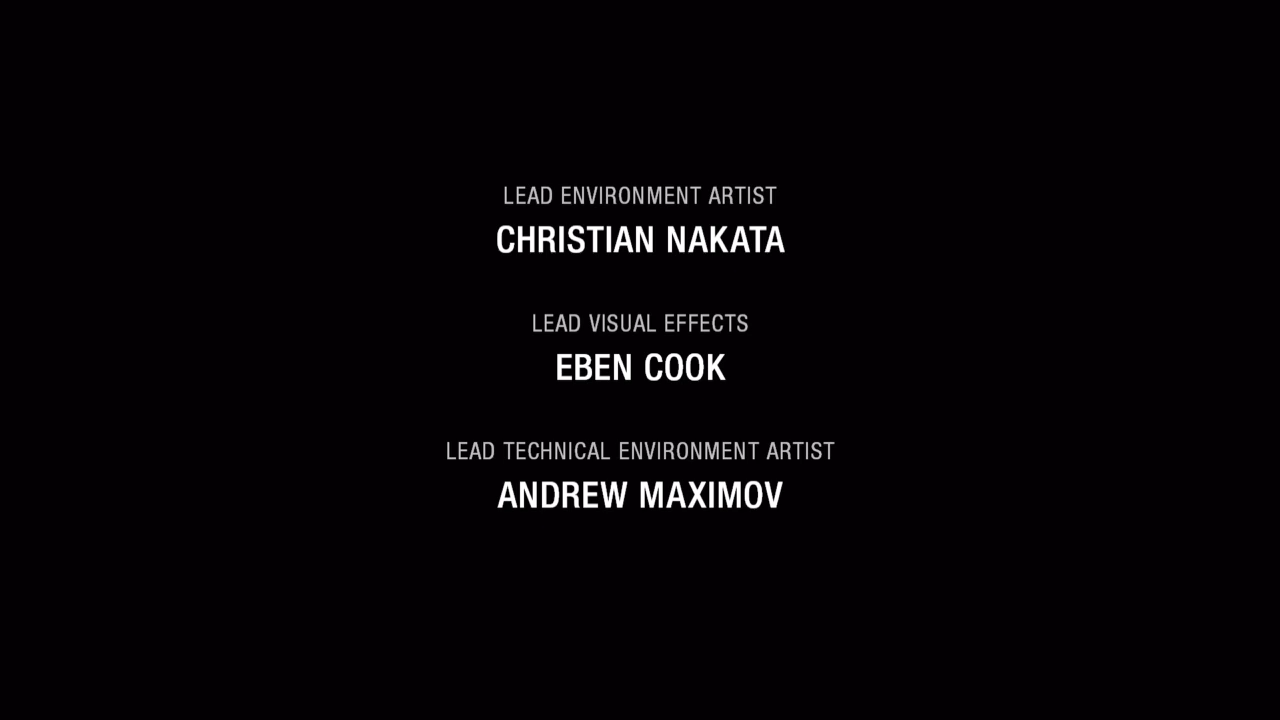 LEAD ENVIRONMENT ARTIST
CHRISTIAN NAKATA
LEAD VISUAL EFFECTS
EBEN COOK
LEAD TECHNICAL ENVIRONMENT ARTIST
ANDREW MAXIMOV